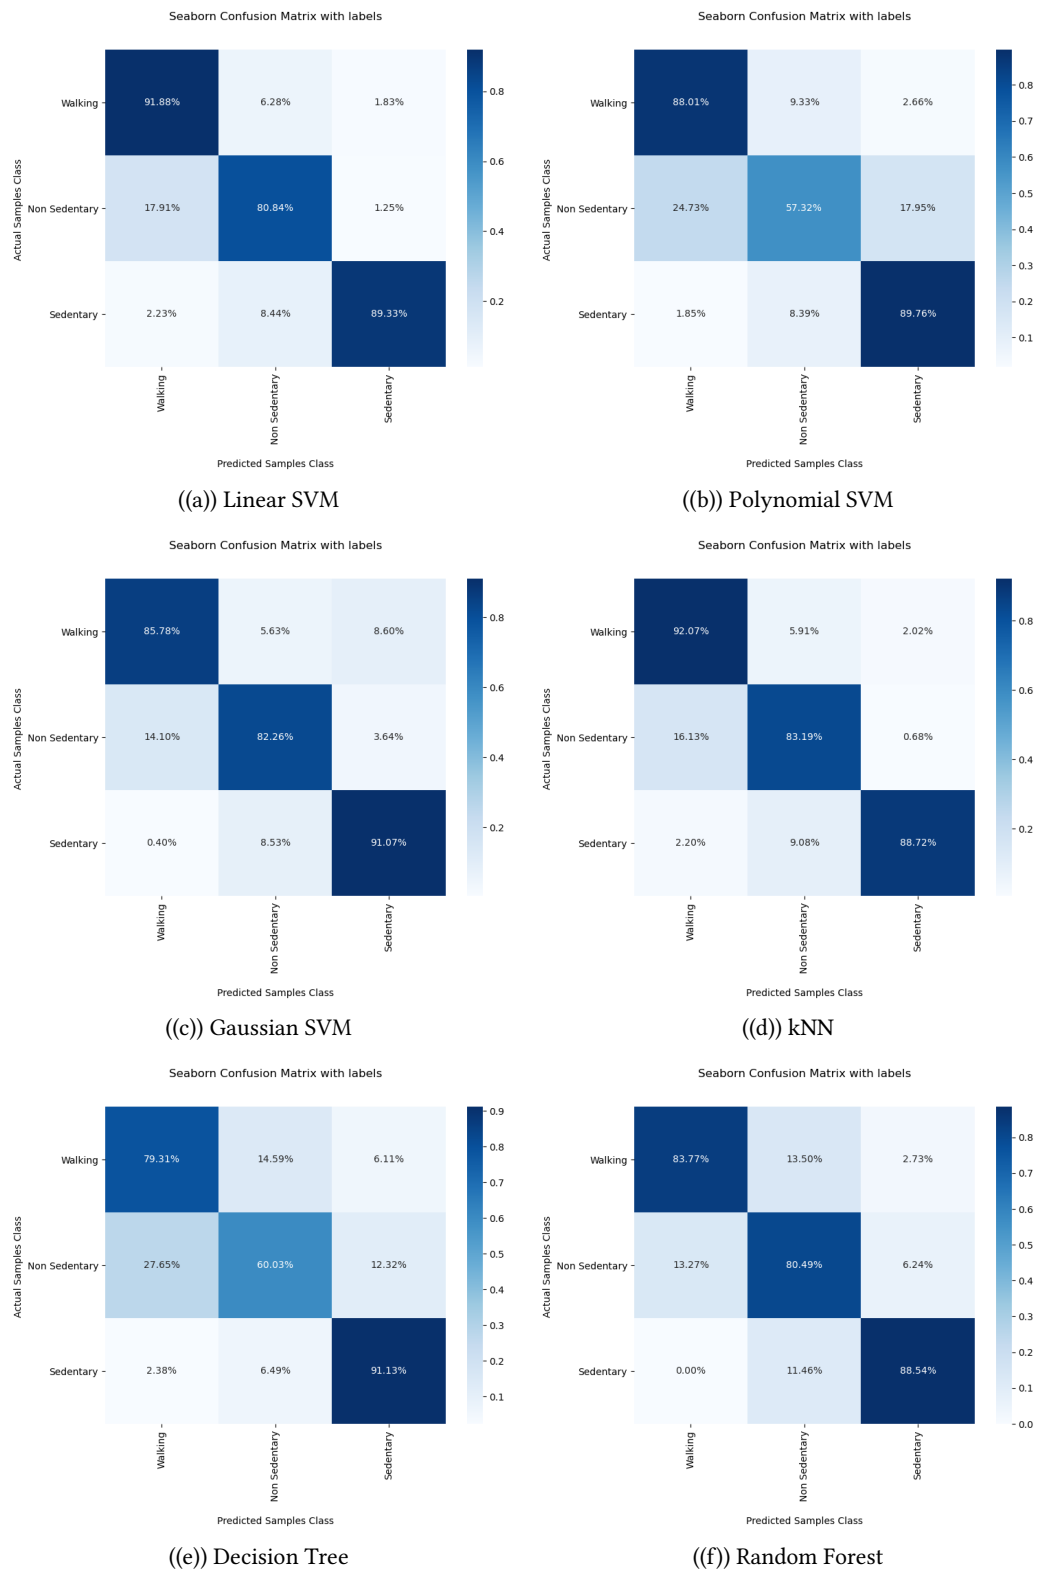 Seaborn Confusion Matrix with labels
Actual Samples Class
Walking
Non Sedentary
Sedentary
91.88% 6.28% 1.83%
17.91% 80.84% 1.25%
2.23% 8.44% 89.33%
0.8
0.6
0.4
0.2
Walking
Non Sedentary
Sedentary
Predicted Samples Class
((a)) Linear SVM
Seaborn Confusion Matrix with labels
Actual Samples Class
Walking
Non Sedentary
Sedentary
88.01% 9.33% 2.66%
24.73% 57.32% 17.95%
1.85% 8.39% 89.76%
0.8
0.7
0.6
0.5
0.4
0.3
0.2
0.1
Walking
Non Sedentary
Sedentary
Predicted Samples Class
((b)) Polynomial SVM
Seaborn Confusion Matrix with labels
Actual Samples Class
Walking
Non Sedentary
Sedentary
85.78% 5.63% 8.60%
14.10% 82.26% 3.64%
0.40% 8.53% 91.07%
0.8
0.6
0.4
0.2
Walking
Non Sedentary
Sedentary
Predicted Samples Class
((c)) Gaussian SVM
Seaborn Confusion Matrix with labels
Actual Samples Class
Walking
Non Sedentary
Sedentary
92.07% 5.91% 2.02%
16.13% 83.19% 0.68%
2.20% 9.08% 88.72%
0.8
0.6
0.4
0.2
Walking
Non Sedentary
Sedentary
Predicted Samples Class
((d)) kNN
Seaborn Confusion Matrix with labels
Actual Samples Class
Walking
Non Sedentary
Sedentary
79.31% 14.59% 6.11%
27.65% 60.03% 12.32%
2.38% 6.49% 91.13%
0.9
0.8
0.7
0.6
0.5
0.4
0.3
0.2
0.1
Walking
Non Sedentary
Sedentary
Predicted Samples Class
((e)) Decision Tree
Seaborn Confusion Matrix with labels
Actual Samples Class
Walking
Non Sedentary
Sedentary
83.77% 13.50% 2.73%
13.27% 80.49% 6.24%
0.00% 11.46% 88.54%
0.8
0.7
0.6
0.5
0.4
0.3
0.2
0.1
0.0
Walking
Non Sedentary
Sedentary
Predicted Samples Class
((f)) Random Forest